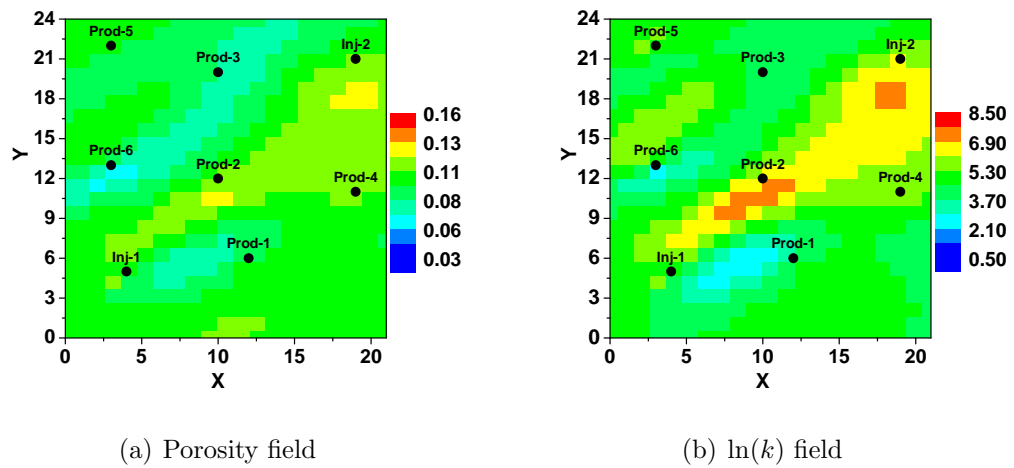 24
21
18
15
12
9
6
3
0
Y
0 5 10 15 20
X
Prod-5
Prod-3
Inj-2
Prod-6
Prod-2
Prod-4
Inj-1
Prod-1
0.16
0.13
0.11
0.08
0.06
0.03
(a) Porosity field
24
21
18
15
12
9
6
3
0
Y
0 5 10 15 20
X
Prod-5
Prod-3
Inj-2
Prod-6
Prod-2
Prod-4
Inj-1
Prod-1
8.50
6.90
5.30
3.70
2.10
0.50
(b) ln(k) field